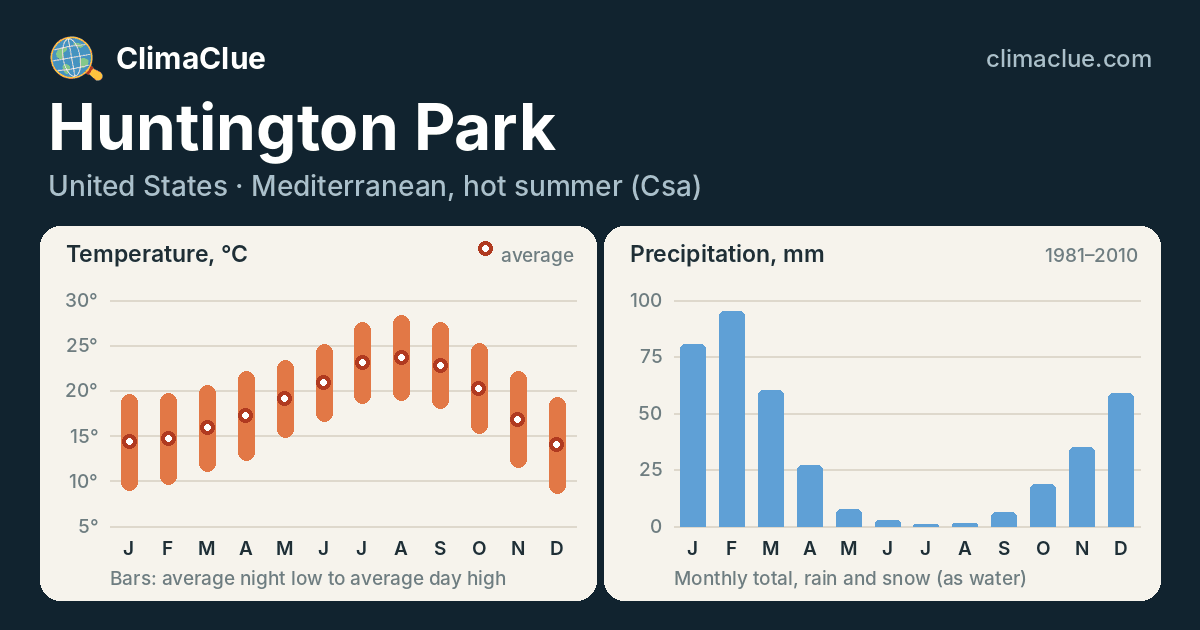 ClimaClue
climaclue.com
Huntington Park
United States · Mediterranean, hot summer (Csa)
Temperature, °C
average
30°
25°
20°
15°
10°
5°
J F M A M J J A S O N D
Bars: average night low to average day high
Precipitation, mm
1981–2010
100
75
50
25
0
J F M A M J J A S O N D
Monthly total, rain and snow (as water)